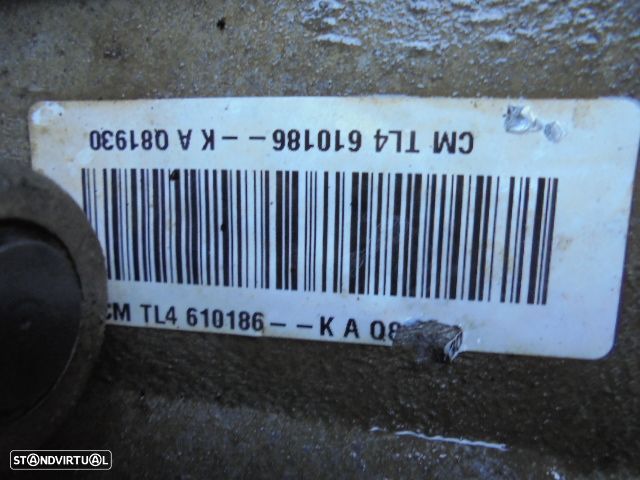 CM TL4 610186--K A Q81930
CM TL4 610186--K A Q8
STANDVIRTUAL